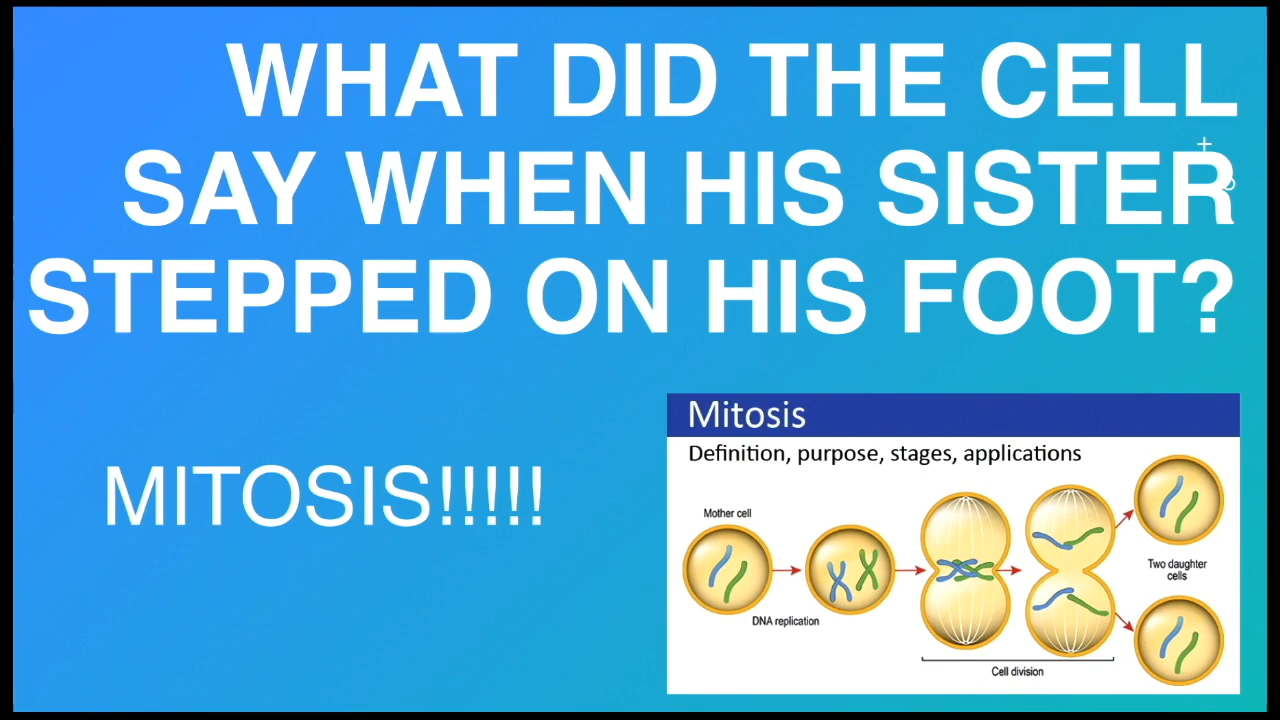 WHAT DID THE CELL
SAY WHEN HIS SISTER
STEPPED ON HIS FOOT?
MITOSIS!!!!!
Mitosis
Definition, purpose, stages, applications
Mother cell
DNA replication
Cell division
Two daughter
cells